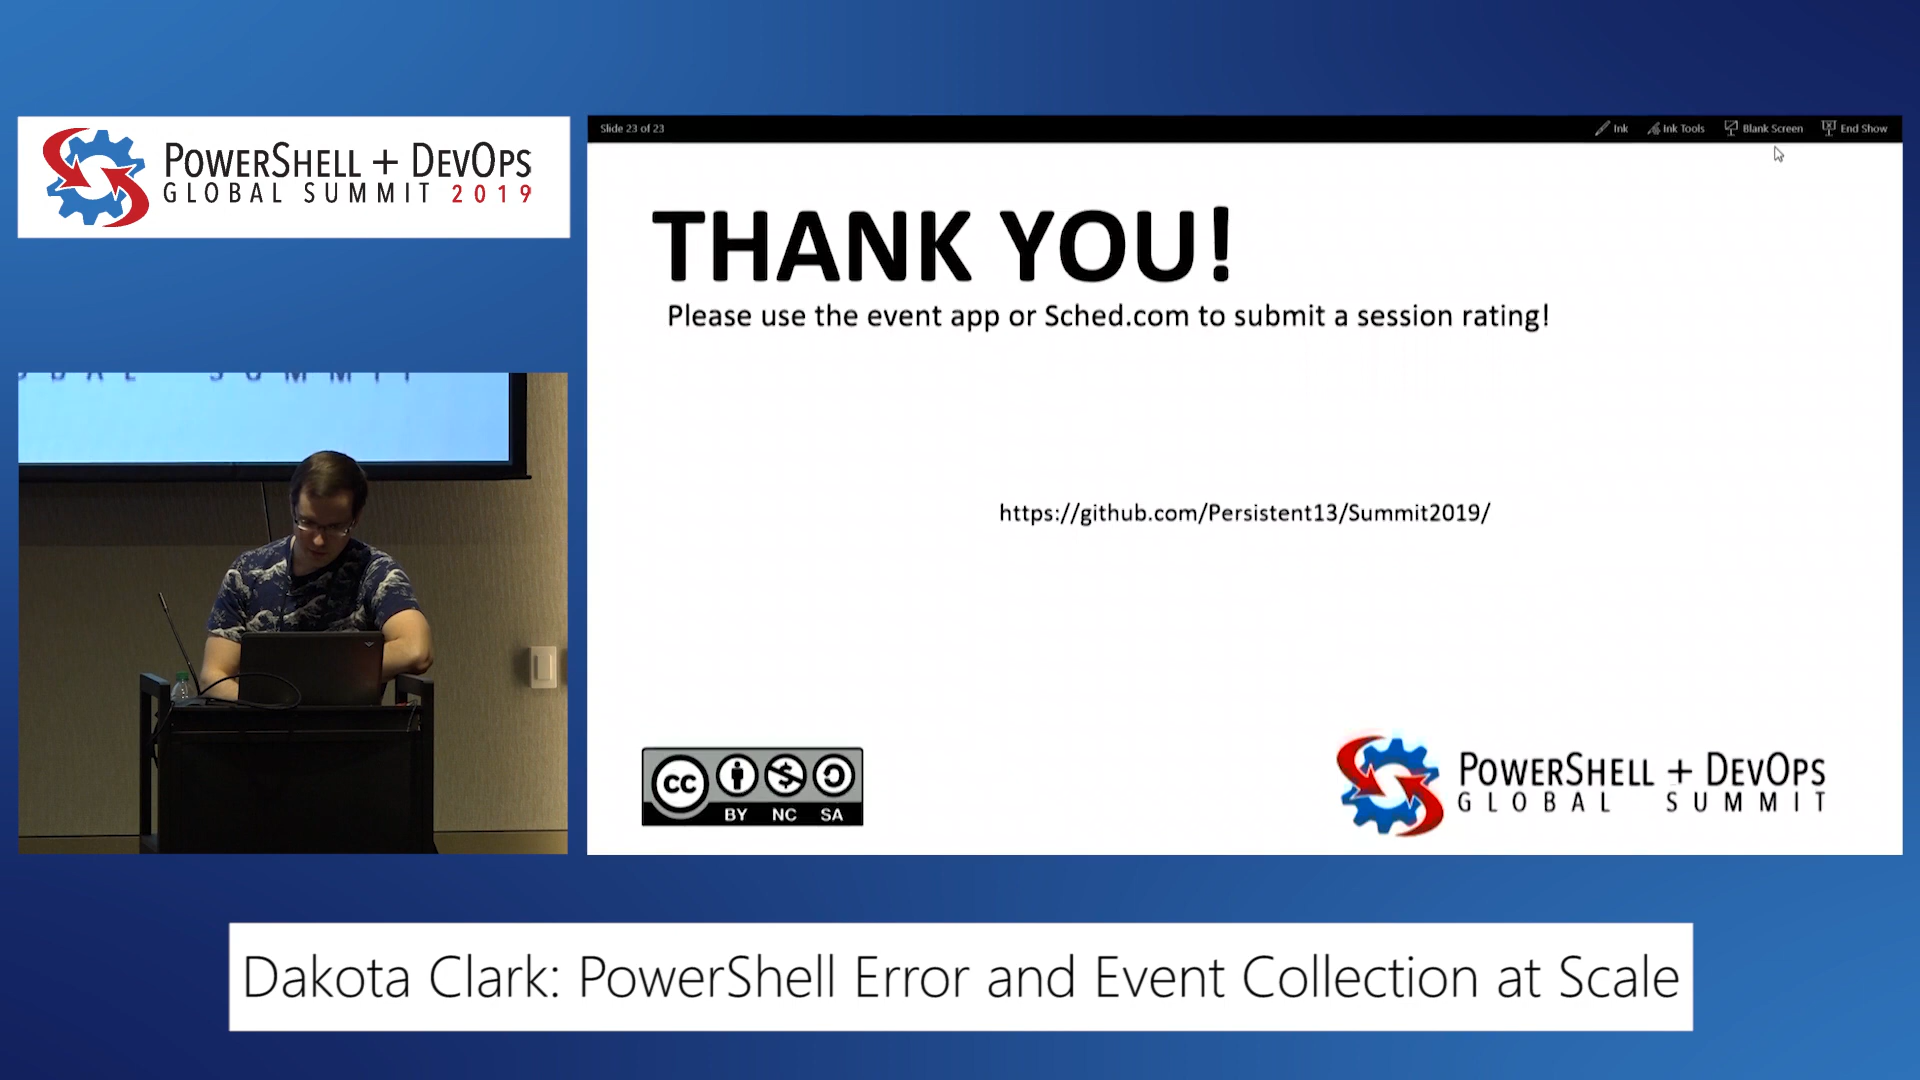 POWERSHELL + DEVOPS
GLOBAL SUMMIT 2019
Slide 23 of 23
Ink
Ink Tools
Blank Screen
End Show
THANK YOU!
Please use the event app or Sched.com to submit a session rating!
https://github.com/Persistent13/Summit2019/
CC
BY NC SA
POWERSHELL + DEVOPS
GLOBAL SUMMIT
Dakota Clark: PowerShell Error and Event Collection at Scale